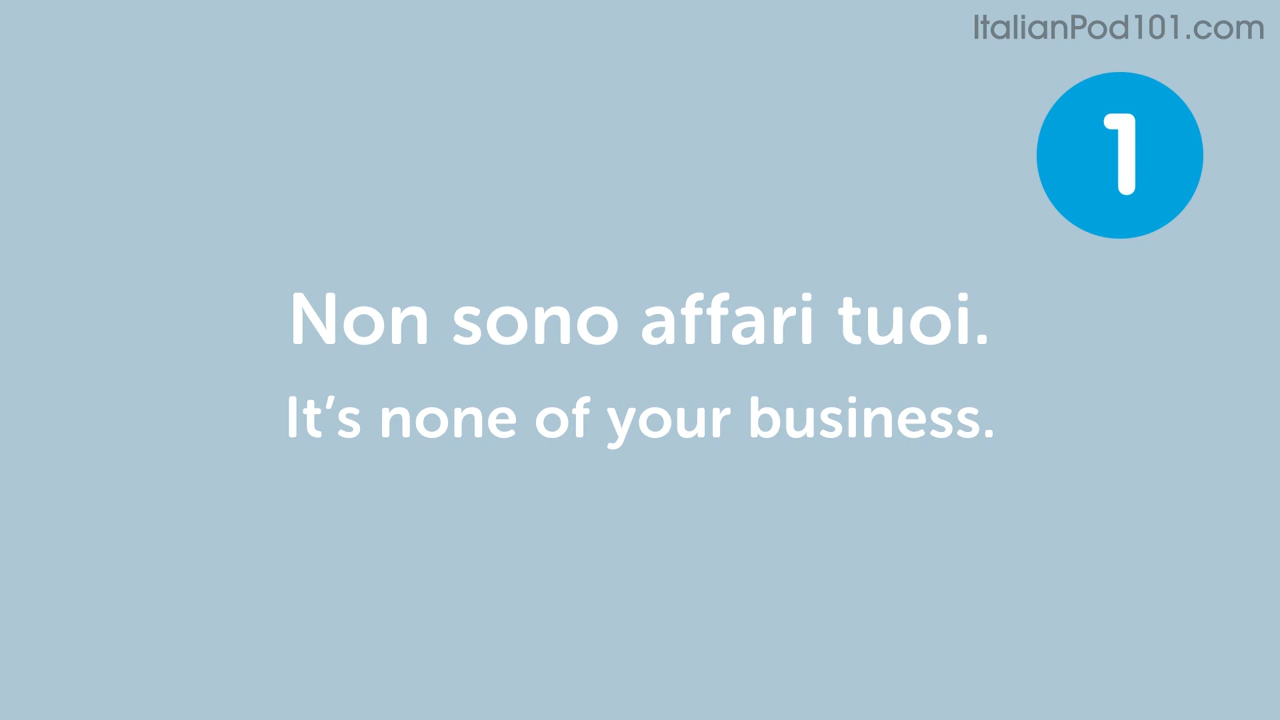 ItalianPod101.com
1
Non sono affari tuoi.
It’s none of your business.